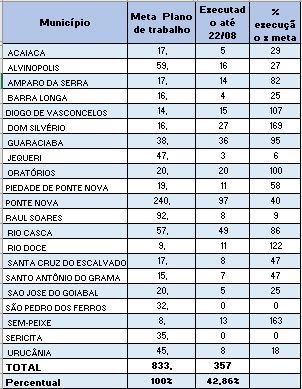 Município Meta Plano de trabalho Executado até 22/08 % execução x meta
ACAIACA 17, 5 29
ALVINOPOLIS 59, 16 27
AMPARO DA SERRA 17, 14 82
BARRA LONGA 16, 4 25
DIOGO DE VASCONCELOS 14, 15 107
DOM SILVÉRIO 16, 27 169
GUARACIABA 38, 36 95
JEQUERI 47, 3 6
ORATÓRIOS 20, 20 100
PIEDADE DE PONTE NOVA 19, 11 58
PONTE NOVA 240, 97 40
RAUL SOARES 92, 8 9
RIO CASCA 57, 49 86
RIO DOCE 9, 11 122
SANTA CRUZ DO ESCALVADO 17, 8 47
SANTO ANTÔNIO DO GRAMA 15, 7 47
SAO JOSE DO GOIABAL 20, 5 25
SÃO PEDRO DOS FERROS 32, 0 0
SEM-PEIXE 8, 13 163
SERICITA 35, 0 0
URUCÂNIA 45, 8 18
TOTAL 833, 357
Percentual 100% 42,86%